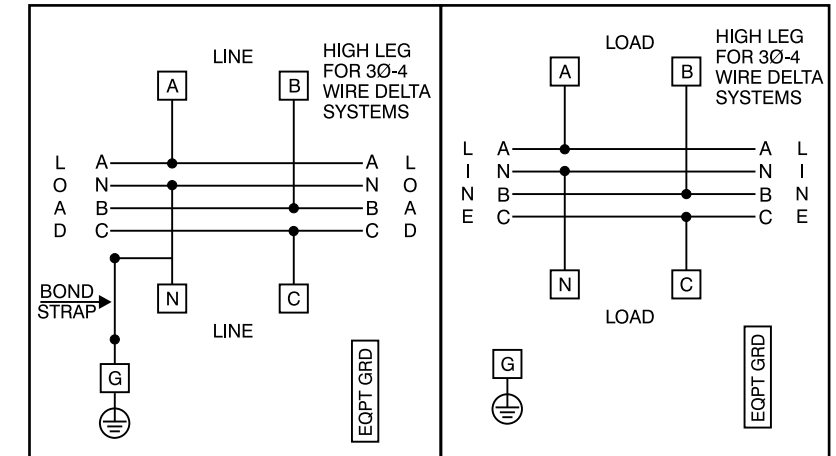 LINE
HIGH LEG
FOR 3Ø-4
WIRE DELTA
SYSTEMS
A
B
L A A L
O N N O
A B B A
D C C D
BOND
STRAP
N
C
LINE
G
EQPT GRD
LOAD
HIGH LEG
FOR 3Ø-4
WIRE DELTA
SYSTEMS
A
B
L A A L
I N N I
N B B N
E C C E
N
C
LOAD
G
EQPT GRD